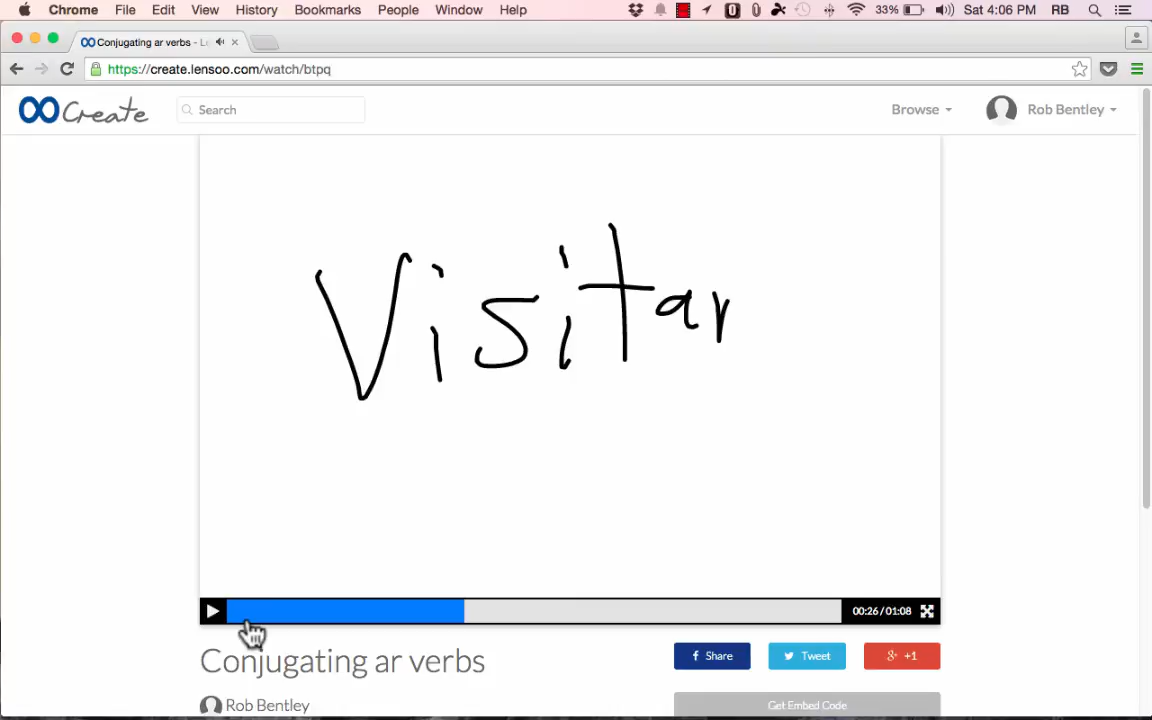 Chrome File Edit View History Bookmarks People Window Help 33% Sat 4:06 PM RB
Conjugating ar verbs - Le
https://create.lensoo.com/watch/btpq
Create Search Browse Rob Bentley
Visitar
00:26 / 01:08
Conjugating ar verbs Share Tweet +1
Rob Bentley Get Embed Code